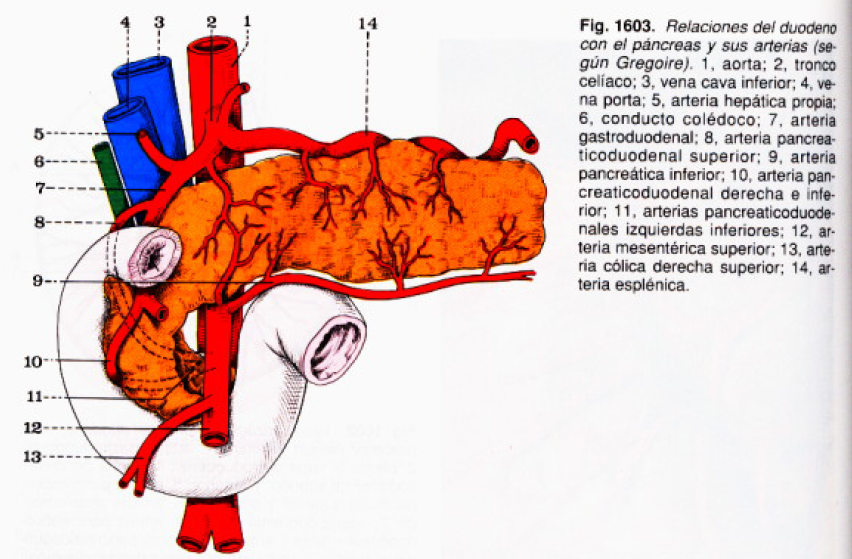 4 3 2 1 14
5
6
7
8
9
10
11
12
13
Fig. 1603. Relaciones del duodeno
con el páncreas y sus arterias (se-
gún Gregoire). 1, aorta; 2, tronco
celíaco; 3, vena cava inferior; 4, ve-
na porta; 5, arteria hepática propia;
6, conducto colédoco; 7, arteria
gastroduodenal; 8, arteria pancrea-
ticoduodenal superior; 9, arteria
pancreática inferior; 10, arteria pan-
creaticoduodenal derecha e infe-
rior; 11, arterias pancreaticoduode-
nales izquierdas inferiores; 12, ar-
teria mesentérica superior; 13, arte-
ria cólica derecha superior; 14, ar-
teria esplénica.